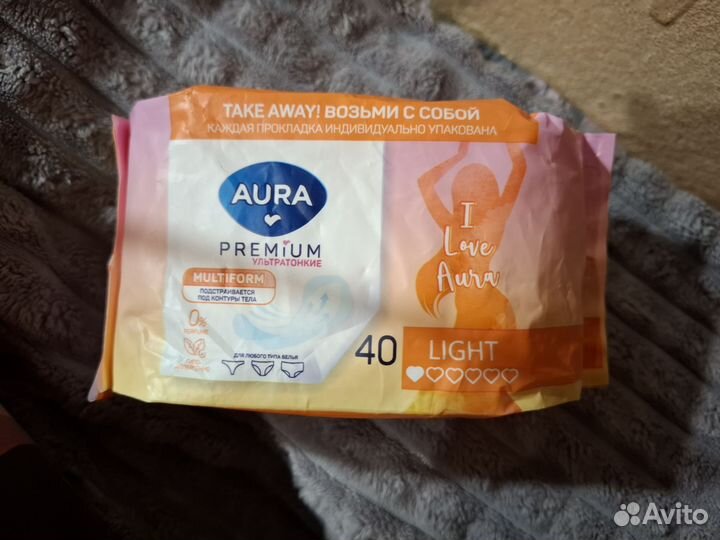 TAKE AWAY! ВОЗЬМИ С СОБОЙ
КАЖДАЯ ПРОКЛАДКА ИНДИВИДУАЛЬНО УПАКОВАНА
AURA
PREMIUM
УЛЬТРАТОНКИЕ
MULTIFORM
ПОДСТРАИВАЕТСЯ
ПОД КОНТУРЫ ТЕЛА
0%
PERFUME
ДЛЯ ЛЮБОГО ТИПА БЕЛЬЯ
I
Love
Aura
40
LIGHT
Avito